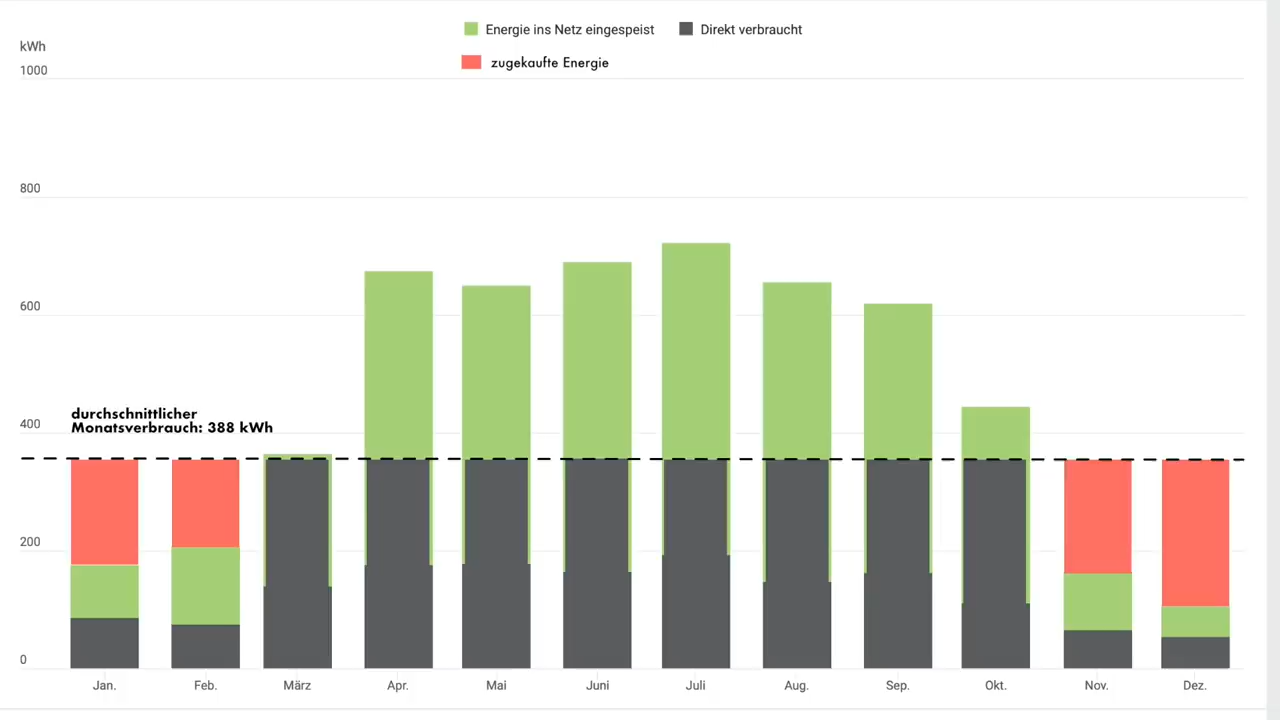 Energie ins Netz eingespeist
Direkt verbraucht
zugekaufte Energie
kWh
1000
800
600
400
200
0
durchschnittlicher
Monatsverbrauch: 388 kWh
Jan.
Feb.
März
Apr.
Mai
Juni
Juli
Aug.
Sep.
Okt.
Nov.
Dez.